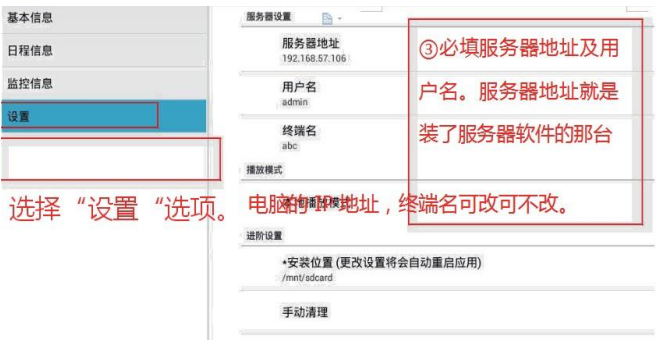 基本信息
日程信息
监控信息
设置
选择“设置“选项。
服务器设置
服务器地址
192.168.57.106
用户名
admin
终端名
abc
播放模式
本地播放模式
进阶设置
*安装位置 (更改设置将会自动重启应用)
/mnt/sdcard
手动清理
③必填服务器地址及用
户名。服务器地址就是
装了服务器软件的那台
电脑的IP地址，终端名可改可不改。